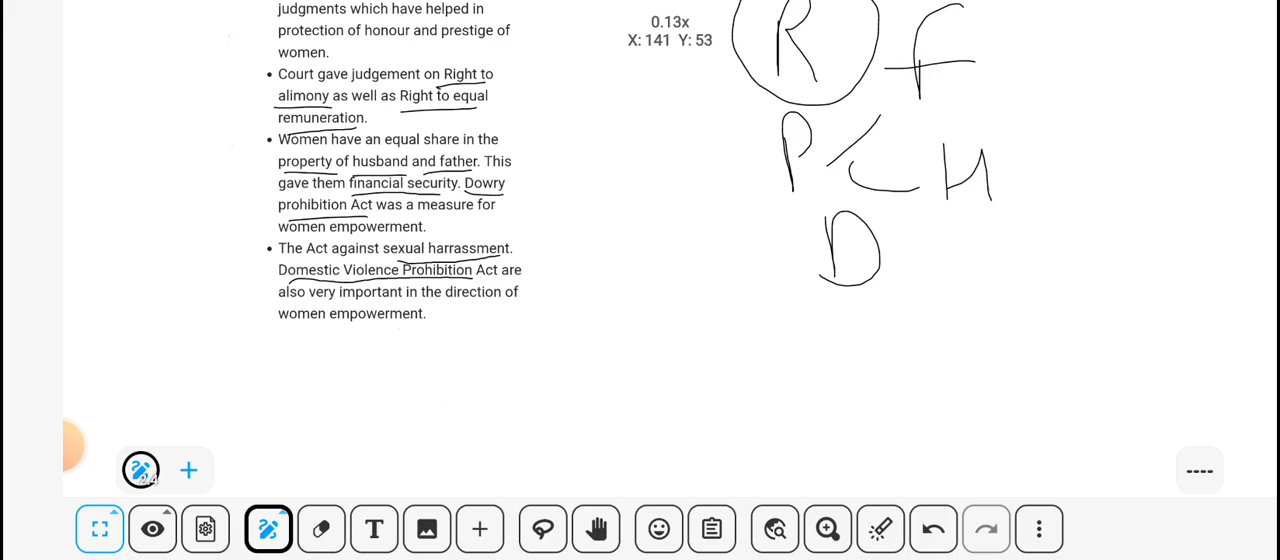 judgments which have helped in
protection of honour and prestige of
women.
• Court gave judgement on Right to
alimony as well as Right to equal
remuneration.
• Women have an equal share in the
property of husband and father. This
gave them financial security. Dowry
prohibition Act was a measure for
women empowerment.
• The Act against sexual harrassment.
Domestic Violence Prohibition Act are
also very important in the direction of
women empowerment.
0.13x
X: 141 Y: 53
R F
P H
D